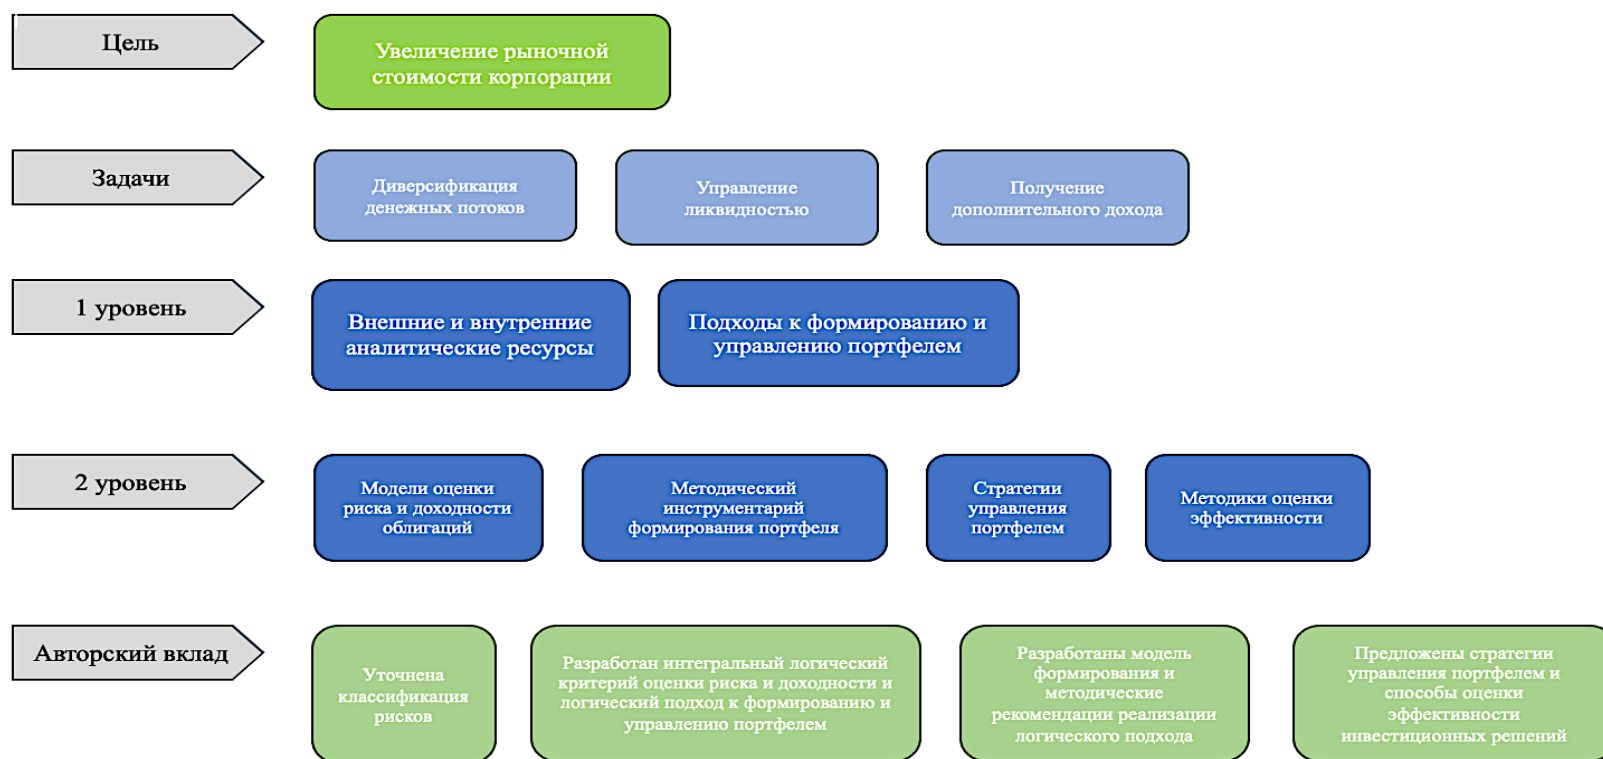 Цель
Увеличение рыночной
стоимости корпорации
Задачи
Диверсификация
денежных потоков
Управление
ликвидностью
Получение
дополнительного дохода
1 уровень
Внешние и внутренние
аналитические ресурсы
Подходы к формированию и
управлению портфелем
2 уровень
Модели оценки
риска и доходности
облигаций
Методический
инструментарий
формирования портфеля
Стратегии
управления
портфелем
Методики оценки
эффективности
Авторский вклад
Уточнена
классификация
рисков
Разработан интегральный логический
критерий оценки риска и доходности и
логический подход к формированию и
управлению портфелем
Разработаны модель
формирования и
методические
рекомендации реализации
логического подхода
Предложены стратегии
управления портфелем и
способы оценки
эффективности
инвестиционных решений